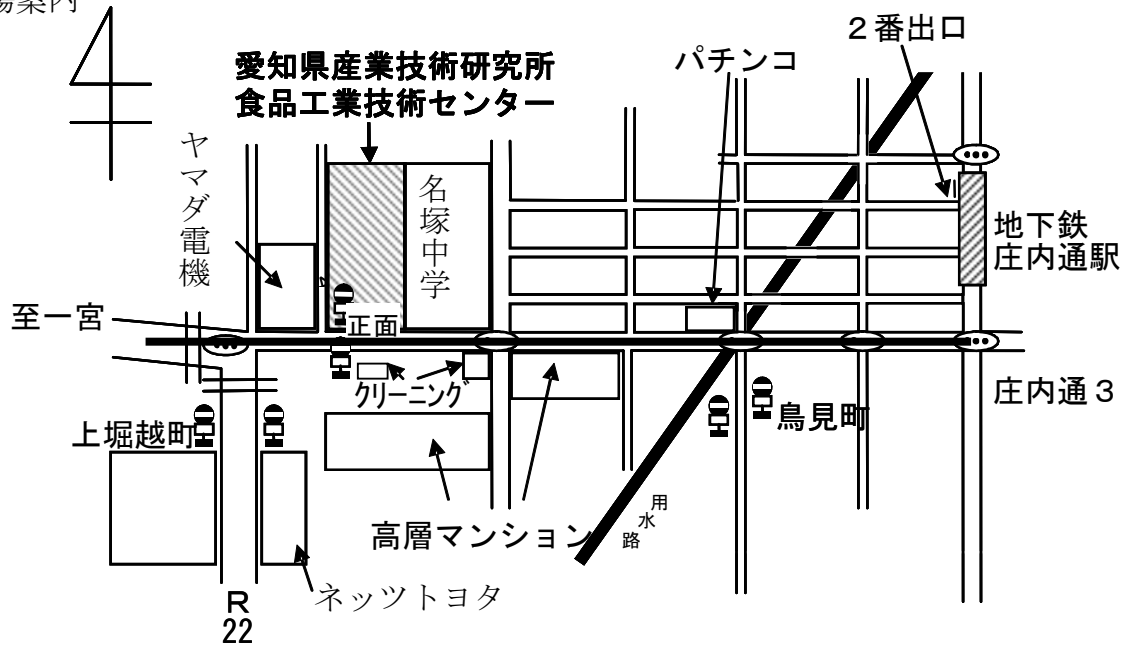 場案内
2番出口
パチンコ
愛知県産業技術研究所
食品工業技術センター
ヤマダ電機
名塚中学
地下鉄
庄内通駅
至一宮
正面
クリーニング
庄内通3
鳥見町
上堀越町
用水路
高層マンション
ネッツトヨタ
R
22